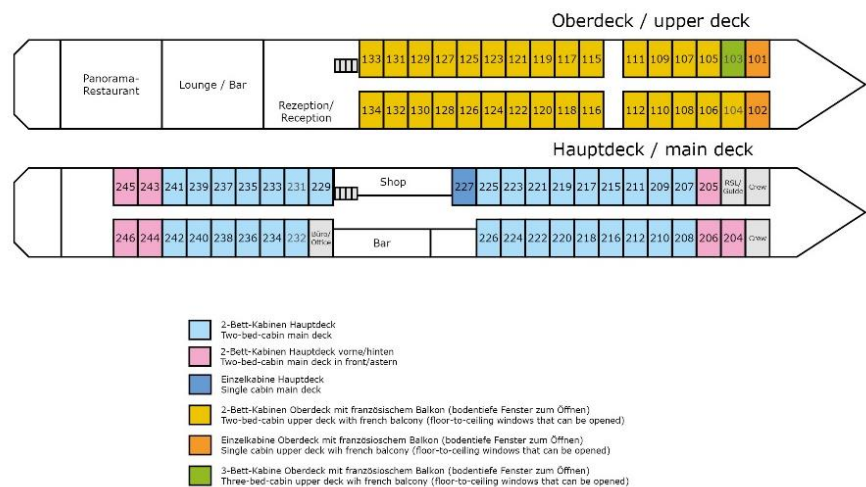 Oberdeck / upper deck
133 131 129 127 125 123 121 119 117 115 111 109 107 105 103 101
Panorama-
Restaurant
Lounge / Bar
Rezeption/
Reception
134 132 130 128 126 124 122 120 118 116 112 110 108 106 104 102
Hauptdeck / main deck
245 243 241 239 237 235 233 231 229 Shop 227 225 223 221 219 217 215 211 209 207 205 RSL/
Guide Crew
246 244 242 240 238 236 234 232 Büro/
Office Bar 226 224 222 220 218 216 212 210 208 206 204 Crew
2-Bett-Kabinen Hauptdeck
Two-bed-cabin main deck
2-Bett-Kabinen Hauptdeck vorne/hinten
Two-bed-cabin main deck in front/astern
Einzelkabine Hauptdeck
Single cabin main deck
2-Bett-Kabinen Oberdeck mit französischem Balkon (bodentiefe Fenster zum Öffnen)
Two-bed-cabin upper deck with french balcony (floor-to-ceiling windows that can be opened)
Einzelkabine Oberdeck mit französioschem Balkon (bodentiefe Fenster zum Öffnen)
Single cabin upper deck wih french balcony (floor-to-ceiling windows that can be opened)
3-Bett-Kabine Oberdeck mit französischem Balkon (bodentiefe Fenster zum Öffnen)
Three-bed-cabin upper deck wih french balcony (floor-to-ceiling windows that can be opened)